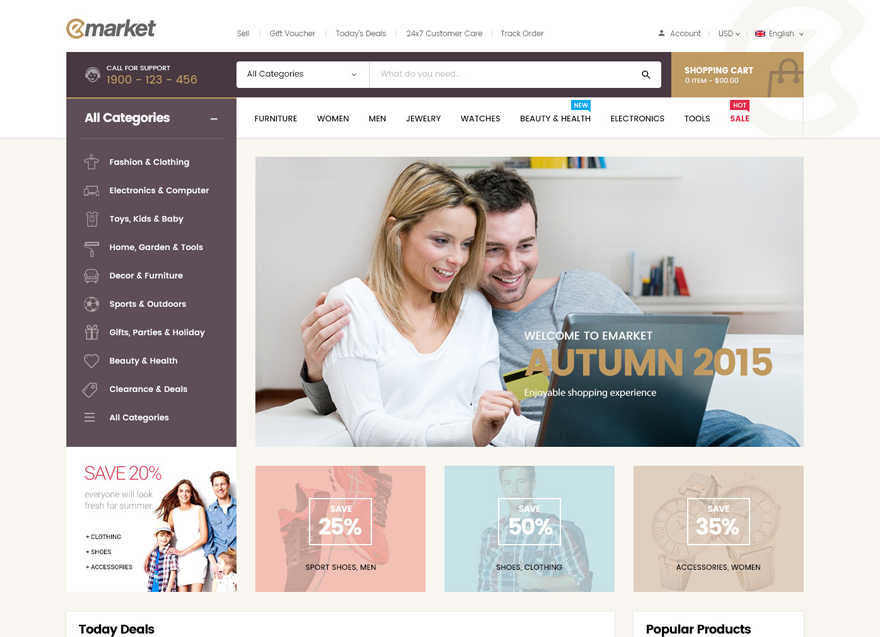 emarket
Sell
Gift Voucher
Today's Deals
24x7 Customer Care
Track Order
Account
USD
English
CALL FOR SUPPORT
1900 - 123 - 456
All Categories
What do you need...
SHOPPING CART
0 ITEM - $00.00
All Categories
NEW
HOT
FURNITURE
WOMEN
MEN
JEWELRY
WATCHES
BEAUTY & HEALTH
ELECTRONICS
TOOLS
SALE
Fashion & Clothing
Electronics & Computer
Toys, Kids & Baby
Home, Garden & Tools
Decor & Furniture
Sports & Outdoors
Gifts, Parties & Holiday
Beauty & Health
Clearance & Deals
All Categories
WELCOME TO EMARKET
AUTUMN 2015
Enjoyable shopping experience
SAVE 20%
everyone will look
fresh for summer
+ CLOTHING
+ SHOES
+ ACCESSORIES
SAVE
25%
SPORT SHOES, MEN
SAVE
50%
SHOES, CLOTHING
SAVE
35%
ACCESSORIES, WOMEN
Today Deals
Popular Products